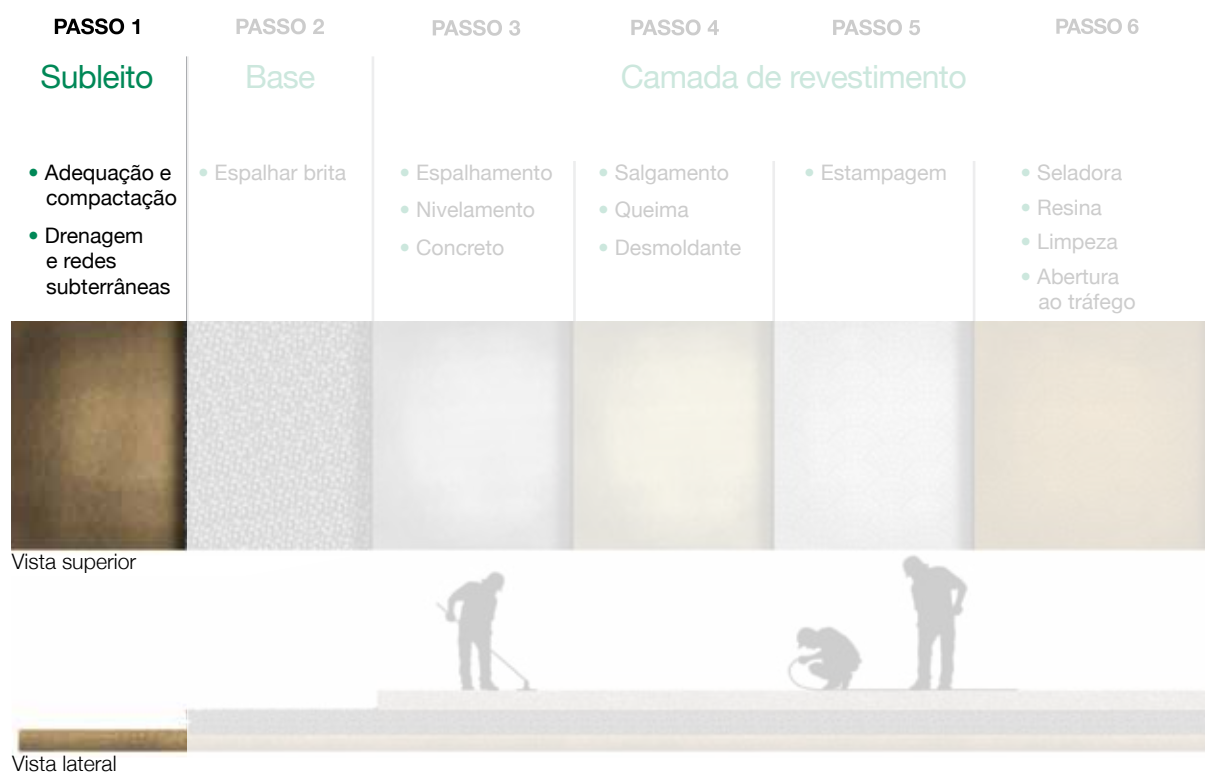 PASSO 1
PASSO 2
PASSO 3
PASSO 4
PASSO 5
PASSO 6
Subleito
Base
Camada de revestimento
• Adequação e
compactação
• Drenagem
e redes
subterrâneas
• Espalhar brita
• Espalhamento
• Nivelamento
• Concreto
• Salgamento
• Queima
• Desmoldante
• Estampagem
• Seladora
• Resina
• Limpeza
• Abertura
ao tráfego
Vista superior
Vista lateral